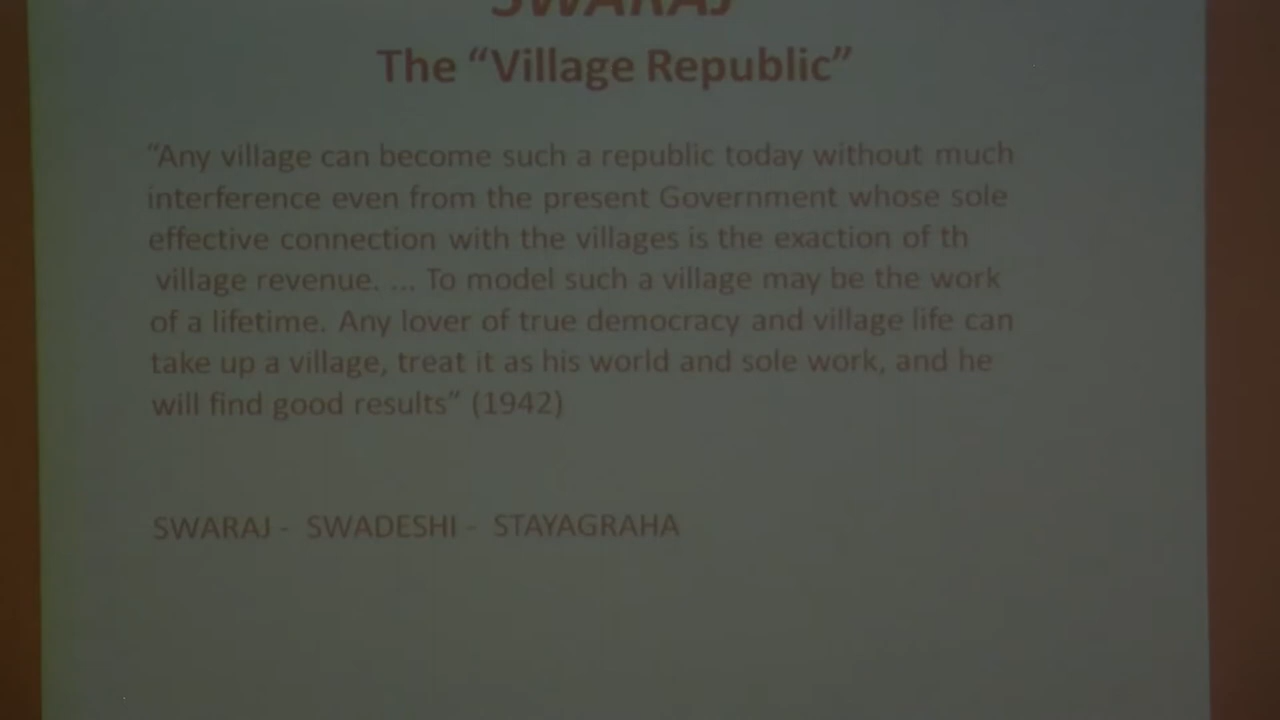 SWARAJ
The “Village Republic”
“Any village can become such a republic today without much
interference even from the present Government whose sole
effective connection with the villages is the exaction of th
village revenue. ... To model such a village may be the work
of a lifetime. Any lover of true democracy and village life can
take up a village, treat it as his world and sole work, and he
will find good results” (1942)
SWARAJ - SWADESHI - STAYAGRAHA